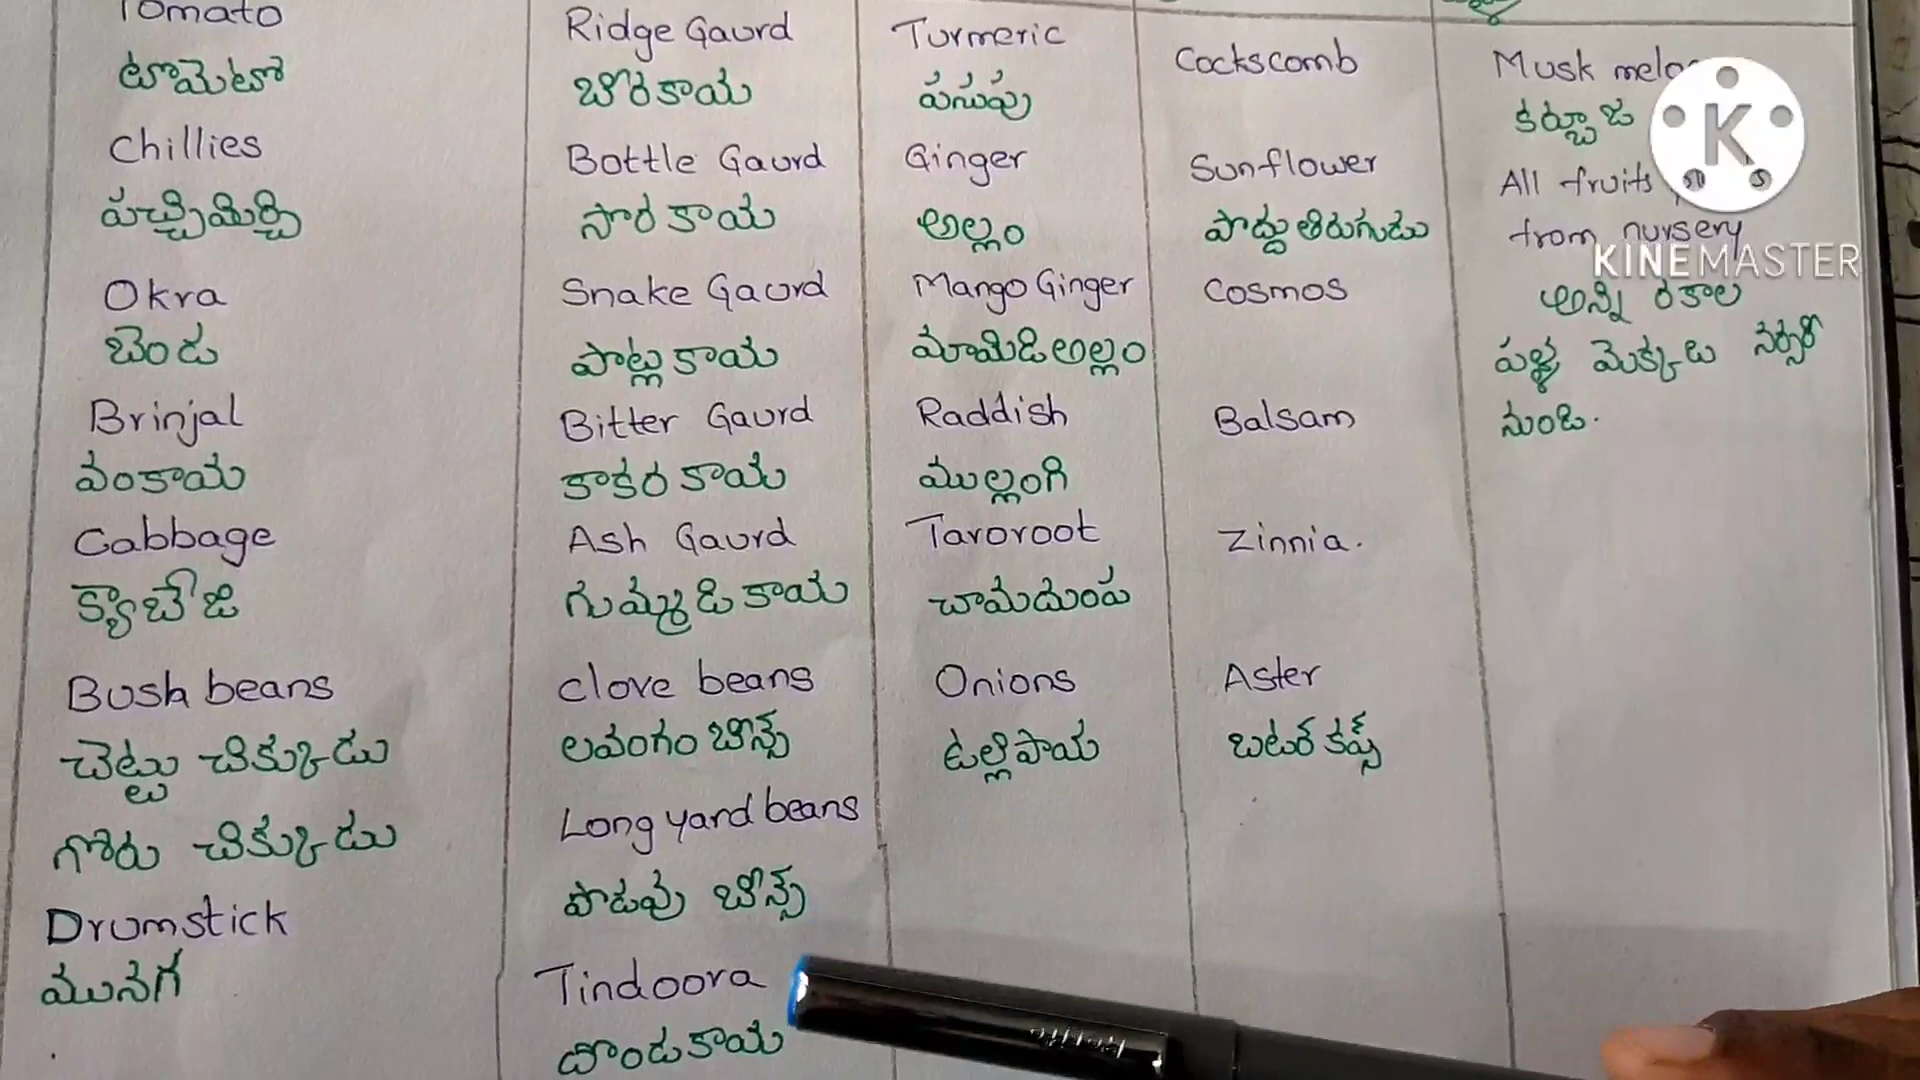 Tomato
టొమెటో
Chillies
పచ్చిమిర్చి
Okra
బెండ
Brinjal
వంకాయ
Cabbage
క్యాబేజి
Bush beans
చెట్టు చిక్కుడు
గోరు చిక్కుడు
Drumstick
మునగ
Ridge Gaurd
బీరకాయ
Bottle Gaurd
సొరకాయ
Snake Gaurd
పొట్లకాయ
Bitter Gaurd
కాకరకాయ
Ash Gaurd
గుమ్మడికాయ
Clove beans
లవంగం బీన్స్
Long yard beans
పొడవు బీన్స్
Tindoora
దొండకాయ
Turmeric
పసుపు
Ginger
అల్లం
Mango Ginger
మామిడిఅల్లం
Raddish
ముల్లంగి
Taroroot
చామదుంప
Onions
ఉల్లిపాయ
Cockscomb
Sunflower
పొద్దుతిరుగుడు
Cosmos
Balsam
Zinnia.
Aster
బటర్ కప్స్
Musk
కర్బూజ
All fruits
from nursery
అన్ని రకాల
పళ్ళ మొక్కలు నర్సరీ
నుండి.
K
KINEMASTER